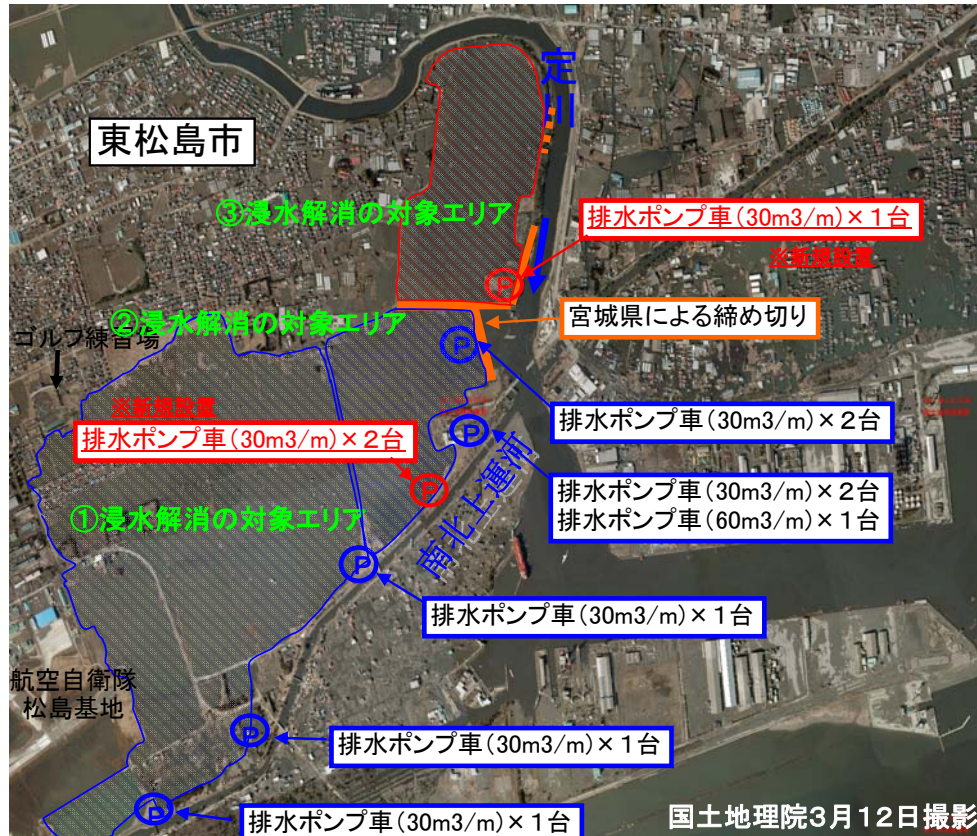 定川
東松島市
③浸水解消の対象エリア
排水ポンプ車(30m3/m)×1台
※新規設置
P
宮城県による締め切り
②浸水解消の対象エリア
ゴルフ練習場
P
※新規設置
排水ポンプ車(30m3/m)×2台
排水ポンプ車(30m3/m)×2台
P
P
排水ポンプ車(30m3/m)×2台
排水ポンプ車(60m3/m)×1台
①浸水解消の対象エリア
南北上運河
P
排水ポンプ車(30m3/m)×1台
航空自衛隊
松島基地
P
排水ポンプ車(30m3/m)×1台
P
排水ポンプ車(30m3/m)×1台
国土地理院3月12日撮影